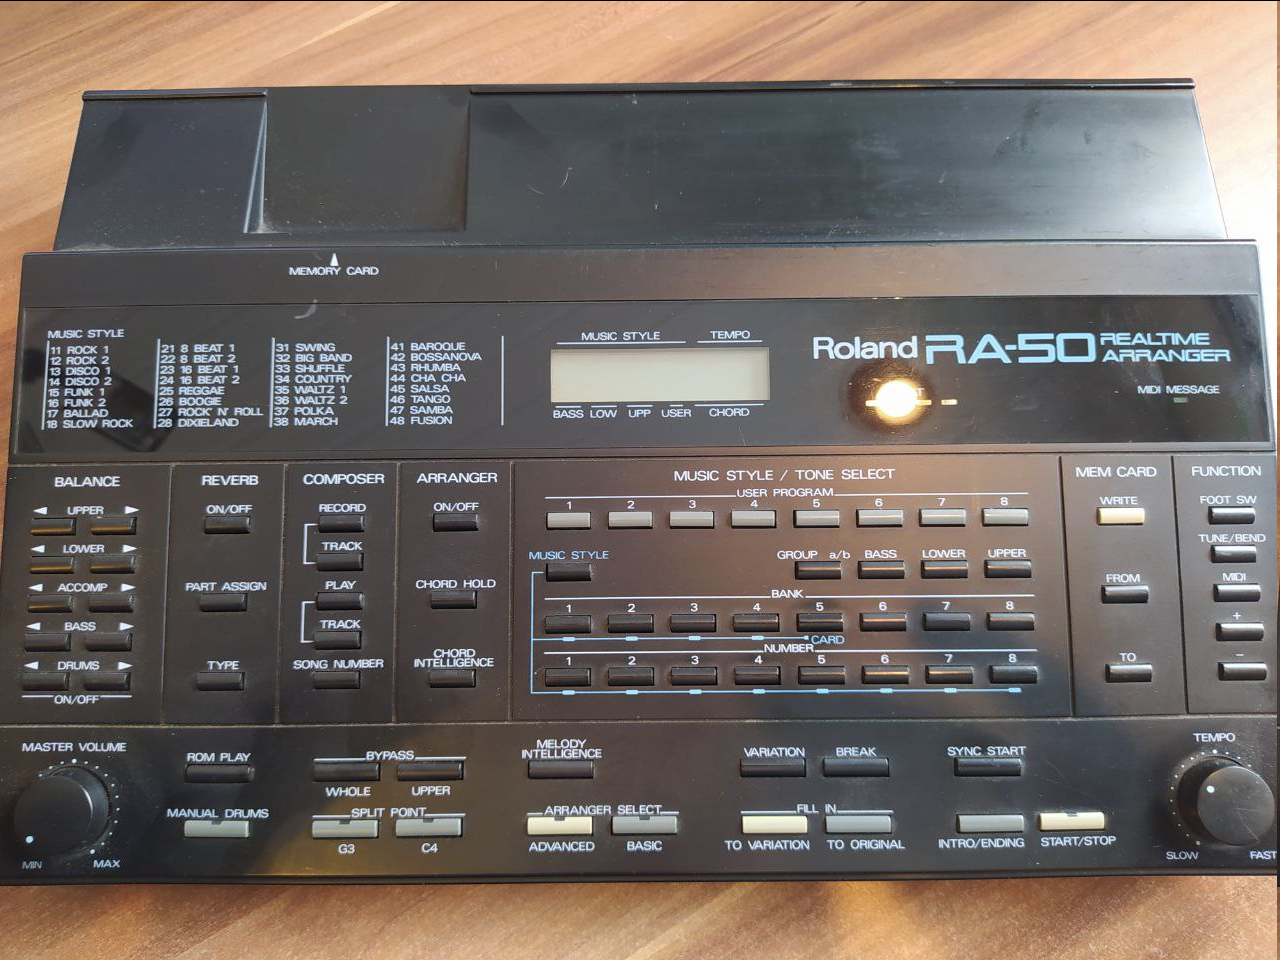 MEMORY CARD
MUSIC STYLE
11 ROCK 1
12 ROCK 2
13 DISCO 1
14 DISCO 2
15 FUNK 1
16 FUNK 2
17 BALLAD
18 SLOW ROCK
21 8 BEAT 1
22 8 BEAT 2
23 16 BEAT 1
24 16 BEAT 2
25 REGGAE
26 BOOGIE
27 ROCK'N'ROLL
28 DIXIELAND
31 SWING
32 BIG BAND
33 SHUFFLE
34 COUNTRY
35 WALTZ 1
36 WALTZ 2
37 POLKA
38 MARCH
41 BAROQUE
42 BOSSANOVA
43 RHUMBA
44 CHA CHA
45 SALSA
46 TANGO
47 SAMBA
48 FUSION
MUSIC STYLE TEMPO
BASS LOW UPP USER CHORD
Roland RA-50 REALTIME
ARRANGER
MIDI MESSAGE
BALANCE
UPPER
LOWER
ACCOMP
BASS
DRUMS
ON/OFF
REVERB
ON/OFF
PART ASSIGN
TYPE
COMPOSER
RECORD
TRACK
PLAY
TRACK
SONG NUMBER
ARRANGER
ON/OFF
CHORD HOLD
CHORD
INTELLIGENCE
MUSIC STYLE / TONE SELECT
USER PROGRAM
1 2 3 4 5 6 7 8
MUSIC STYLE GROUP a/b BASS LOWER UPPER
BANK
1 2 3 4 5 6 7 8
CARD
NUMBER
1 2 3 4 5 6 7 8
MEM CARD
WRITE
FROM
TO
FUNCTION
FOOT SW
TUNE/BEND
MIDI
+
−
MASTER VOLUME
MIN MAX
ROM PLAY
MANUAL DRUMS
BYPASS
WHOLE UPPER
SPLIT POINT
G3 C4
MELODY
INTELLIGENCE
ARRANGER SELECT
ADVANCED BASIC
VARIATION BREAK
FILL IN
TO VARIATION TO ORIGINAL
SYNC START
INTRO/ENDING START/STOP
TEMPO
SLOW FAST